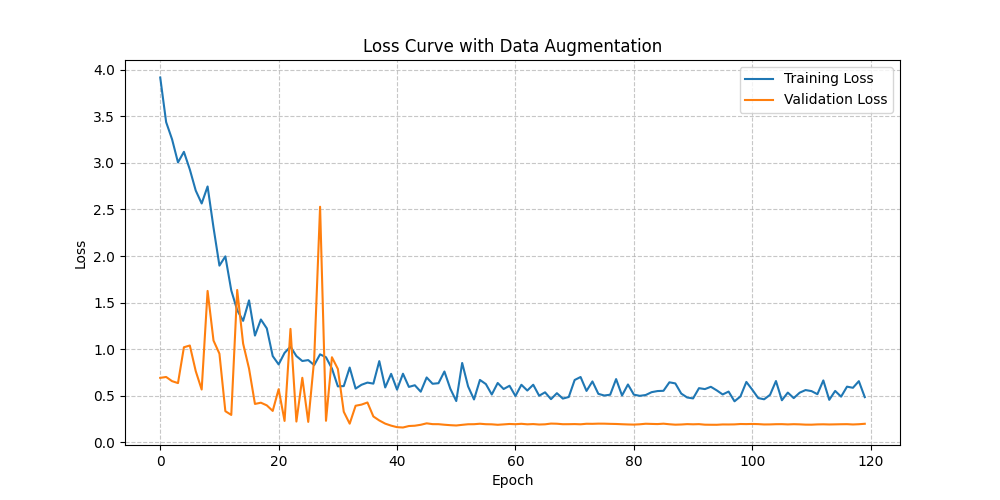 Loss Curve with Data Augmentation
4.0
3.5
3.0
2.5
2.0
1.5
1.0
0.5
0.0
Loss
Training Loss
Validation Loss
0 20 40 60 80 100 120
Epoch